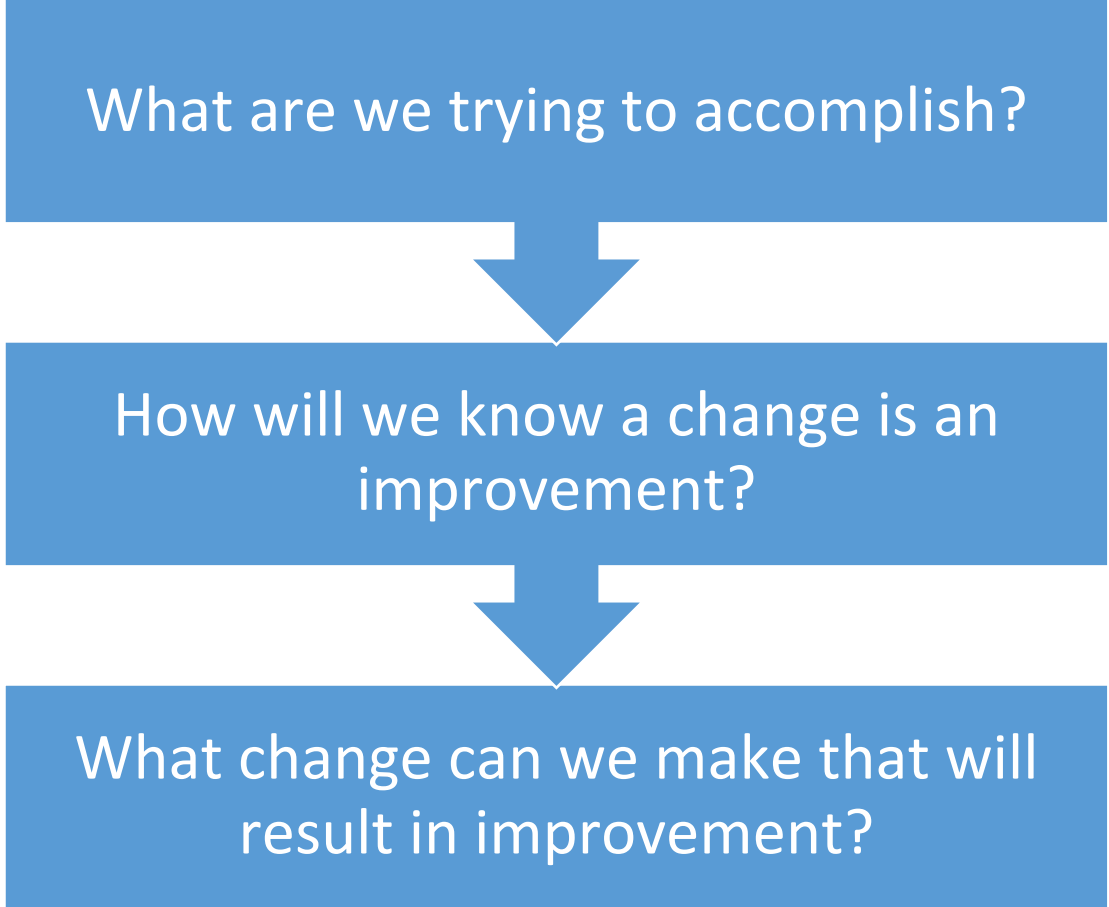 What are we trying to accomplish?
How will we know a change is an
improvement?
What change can we make that will
result in improvement?